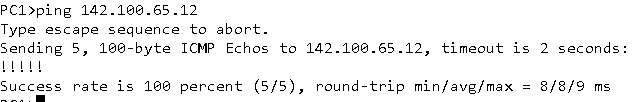 PC1>ping 142.100.65.12
Type escape sequence to abort.
Sending 5, 100-byte ICMP Echos to 142.100.65.12, timeout is 2 seconds:
!!!!!
Success rate is 100 percent (5/5), round-trip min/avg/max = 8/8/9 ms
PC1>